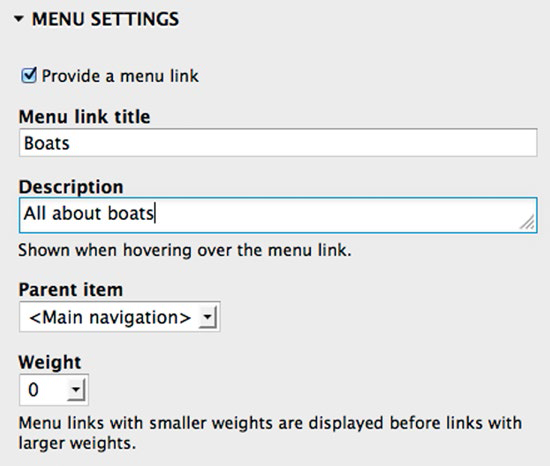 MENU SETTINGS
Provide a menu link
Menu link title
Boats
Description
All about boats
Shown when hovering over the menu link.
Parent item
<Main navigation>
Weight
0
Menu links with smaller weights are displayed before links with
larger weights.